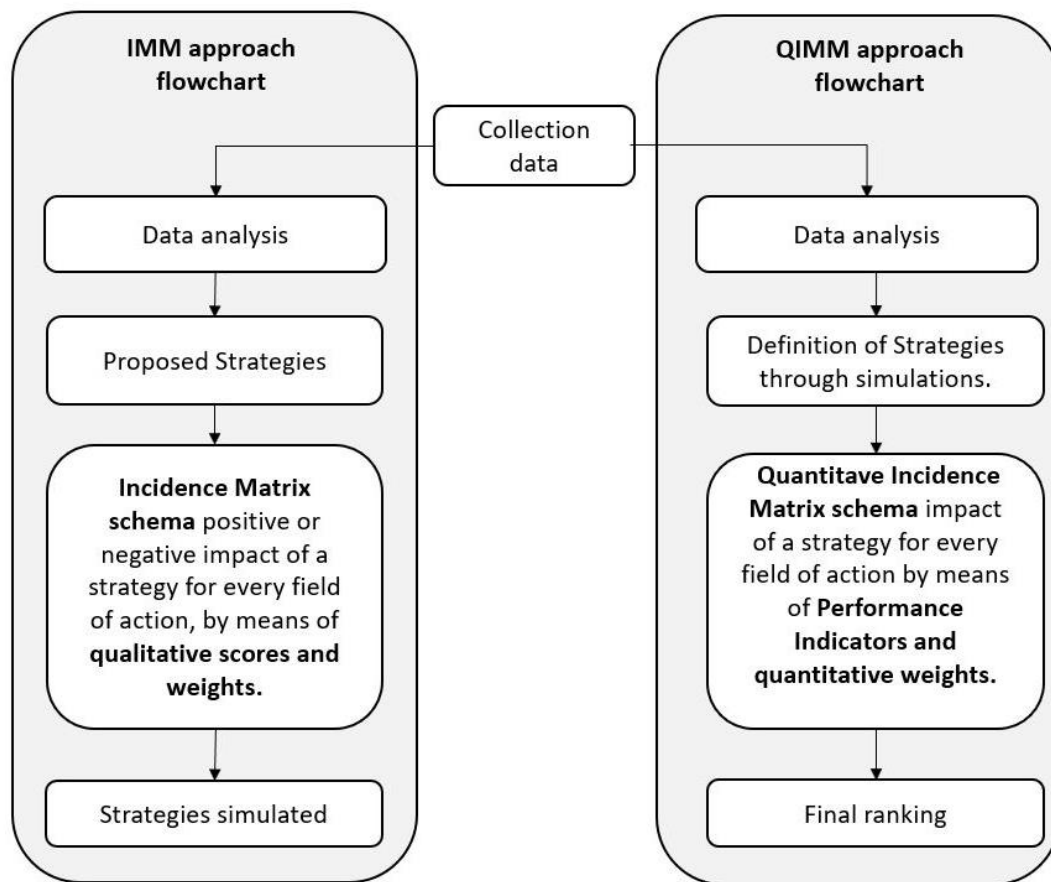 IMM approach
flowchart
Collection
data
QIMM approach
flowchart
Data analysis
Proposed Strategies
Incidence Matrix
schema positive or
negative impact of a
strategy for every field
of action, by means of
qualitative scores and
weights.
Strategies simulated
Data analysis
Definition of Strategies
through simulations.
Quantitave Incidence
Matrix schema impact
of a strategy for every
field of action by means
of Performance
Indicators and
quantitative weights.
Final ranking